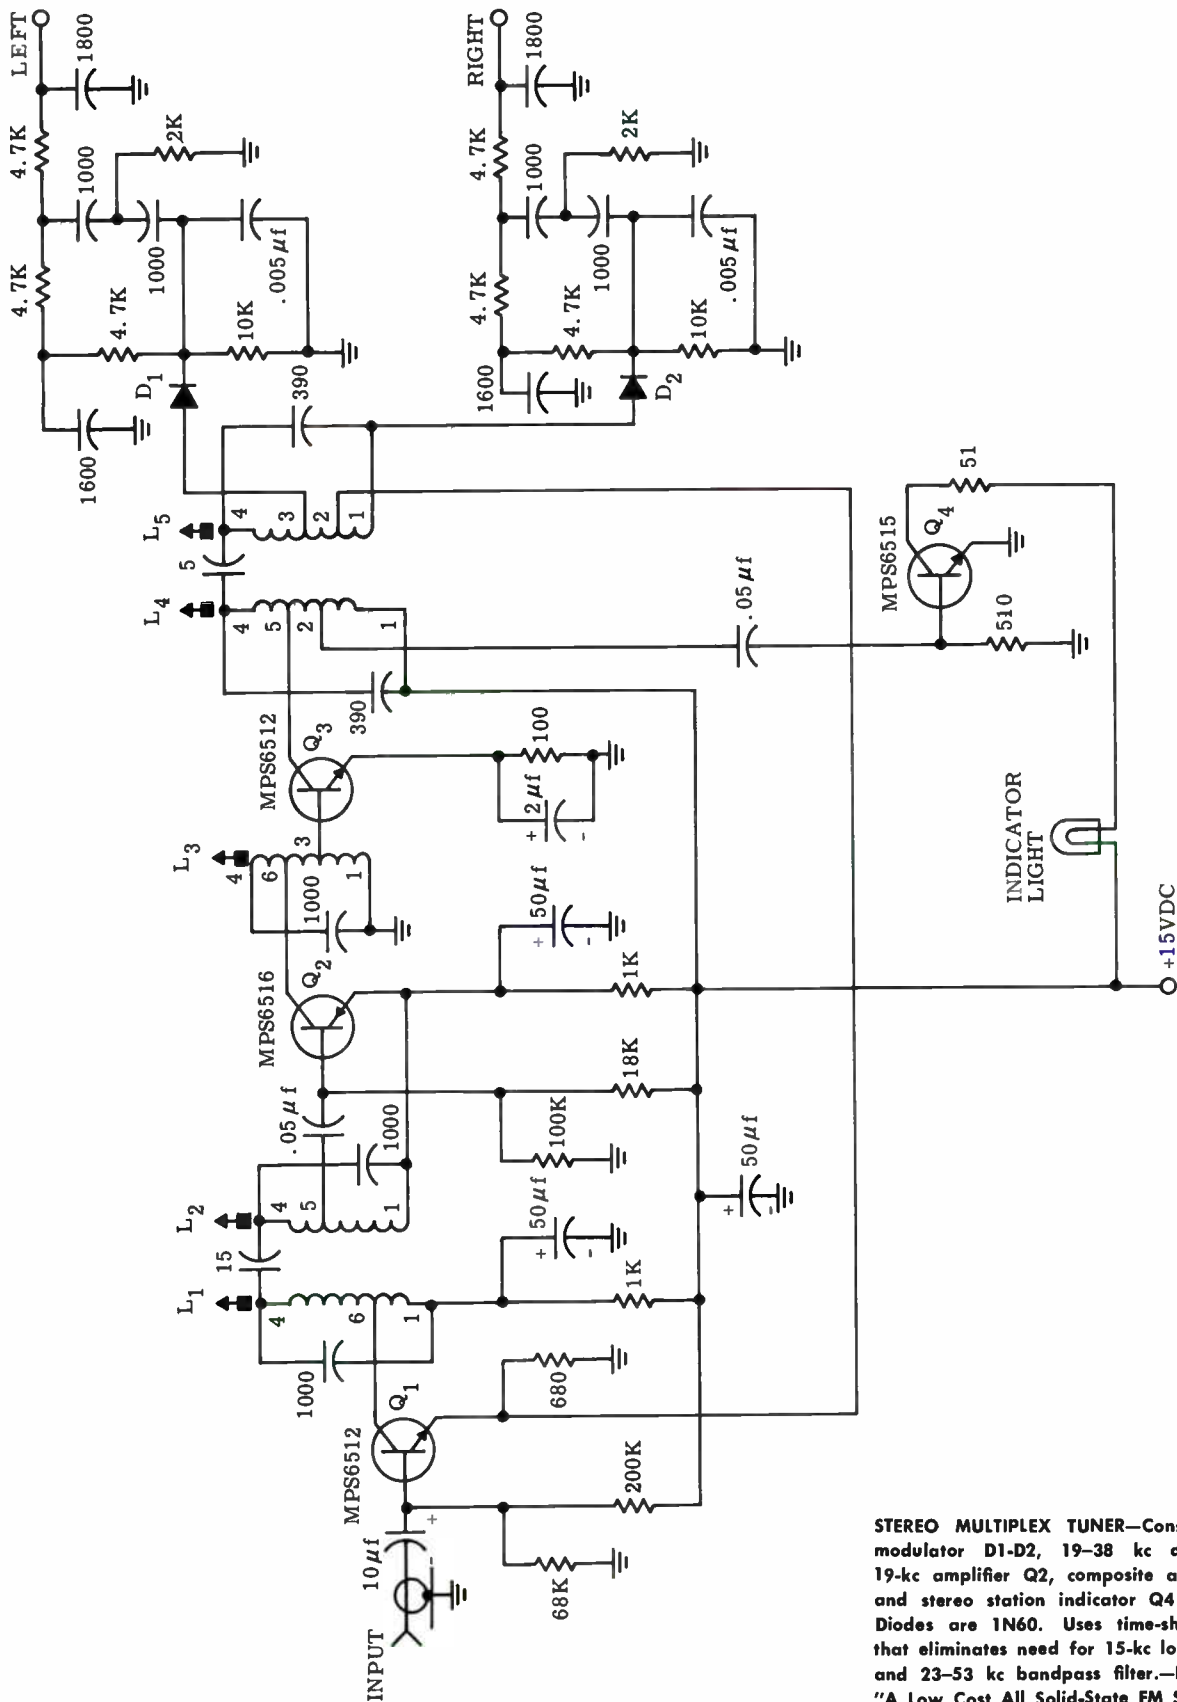 LEFT
1800
4.7K
1000
2K
4.7K
1000
.005 µf
4.7K
10K
1600
D1
390
RIGHT
1800
4.7K
1000
2K
4.7K
1000
.005 µf
4.7K
10K
1600
D2
L5
4
3
2
1
5
L4
4
5
2
1
390
.05 µf
MPS6515
Q4
51
510
MPS6512
Q3
100
+ 2 µf -
L3
4
6
3
1
1000
INDICATOR
LIGHT
MPS6516
Q2
50 µf
+ -
1K
+15VDC
.05 µf
18K
100K
1000
L2
4
5
1
15
50 µf
+ -
50 µf
+ -
L1
4
6
1
1K
1000
MPS6512
Q1
680
200K
68K
10 µf
+ -
INPUT
STEREO MULTIPLEX TUNER—Cons
modulator D1-D2, 19–38 kc
19-kc amplifier Q2, composite
and stereo station indicator Q4
Diodes are 1N60. Uses time-sh
that eliminates need for 15-kc lo
and 23–53 kc bandpass filter.—
"A Low Cost All Solid-State FM S